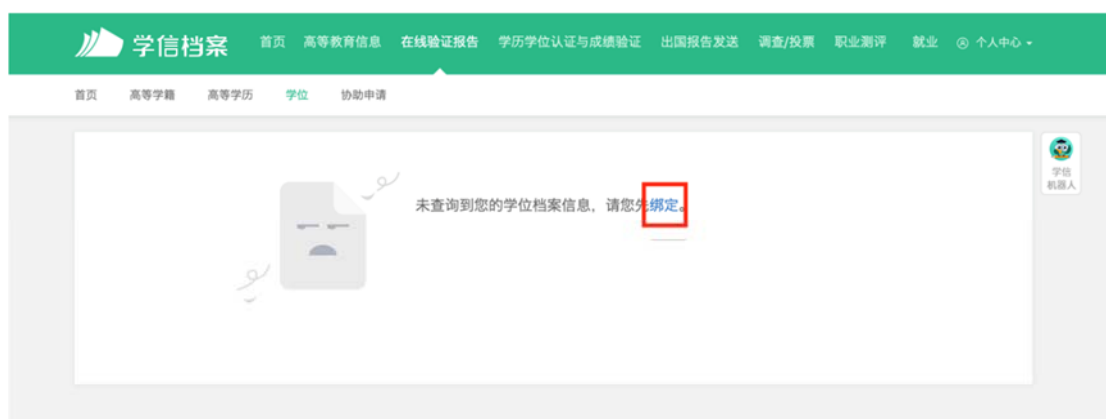 学信档案 首页 高等教育信息 在线验证报告 学历学位认证与成绩验证 出国报告发送 调查/投票 职业测评 就业 个人中心
首页 高等学籍 高等学历 学位 协助申请
未查询到您的学位档案信息，请您先绑定。
学信
机器人